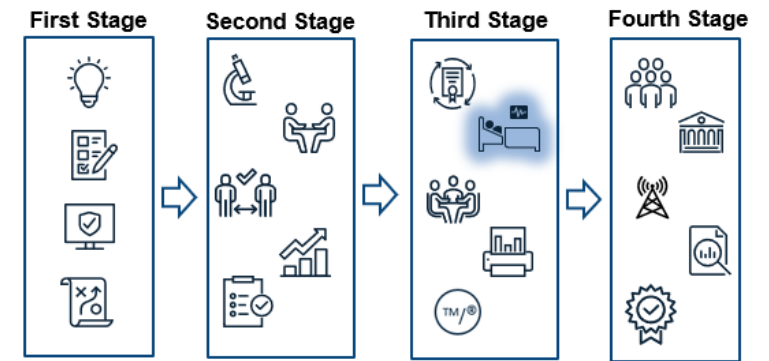 First Stage
Second Stage
Third Stage
Fourth Stage
TM/®